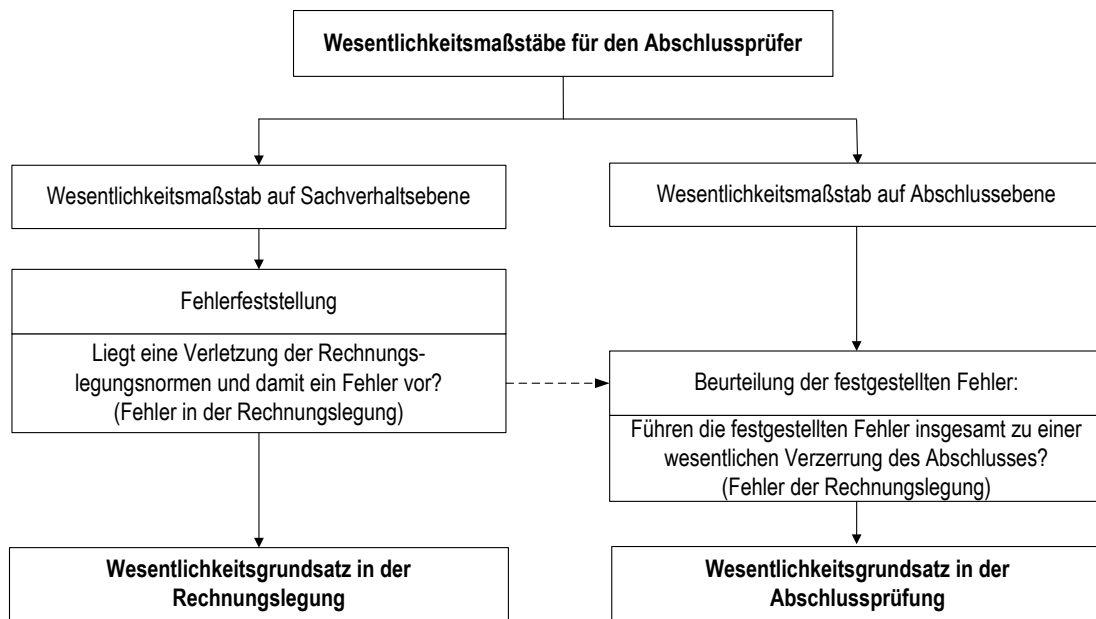 Wesentlichkeitsmaßstäbe für den Abschlussprüfer
Wesentlichkeitsmaßstab auf Sachverhaltsebene
Wesentlichkeitsmaßstab auf Abschlussebene
Fehlerfeststellung
Liegt eine Verletzung der Rechnungs-
legungsnormen und damit ein Fehler vor?
(Fehler in der Rechnungslegung)
Beurteilung der festgestellten Fehler:
Führen die festgestellten Fehler insgesamt zu einer
wesentlichen Verzerrung des Abschlusses?
(Fehler der Rechnungslegung)
Wesentlichkeitsgrundsatz in der
Rechnungslegung
Wesentlichkeitsgrundsatz in der
Abschlussprüfung